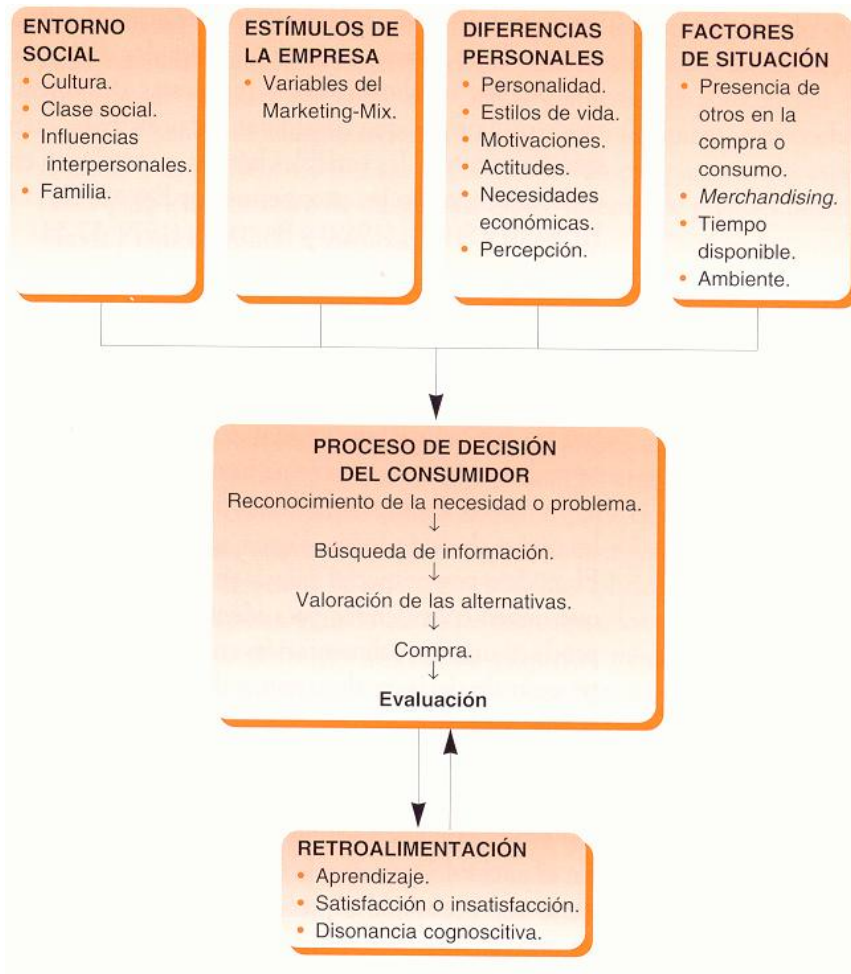 ENTORNO
SOCIAL
• Cultura.
• Clase social.
• Influencias
interpersonales.
• Familia.
ESTÍMULOS DE
LA EMPRESA
• Variables del
Marketing-Mix.
DIFERENCIAS
PERSONALES
• Personalidad.
• Estilos de vida.
• Motivaciones.
• Actitudes.
• Necesidades
económicas.
• Percepción.
FACTORES
DE SITUACIÓN
• Presencia de
otros en la
compra o
consumo.
• Merchandising.
• Tiempo
disponible.
• Ambiente.
PROCESO DE DECISIÓN
DEL CONSUMIDOR
Reconocimiento de la necesidad o problema.
↓
Búsqueda de información.
↓
Valoración de las alternativas.
↓
Compra.
↓
Evaluación
RETROALIMENTACIÓN
• Aprendizaje.
• Satisfacción o insatisfacción.
• Disonancia cognoscitiva.